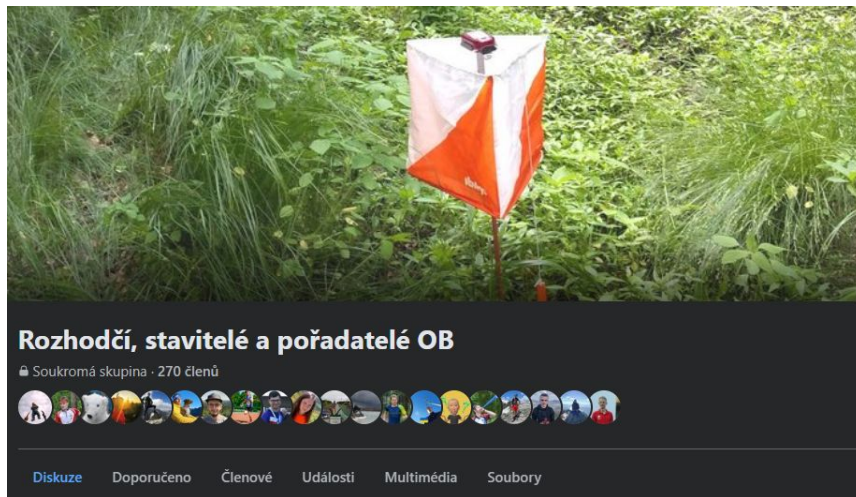 Rozhodčí, stavitelé a pořadatelé OB
Soukromá skupina · 270 členů
Diskuze Doporučeno Členové Události Multimédia Soubory